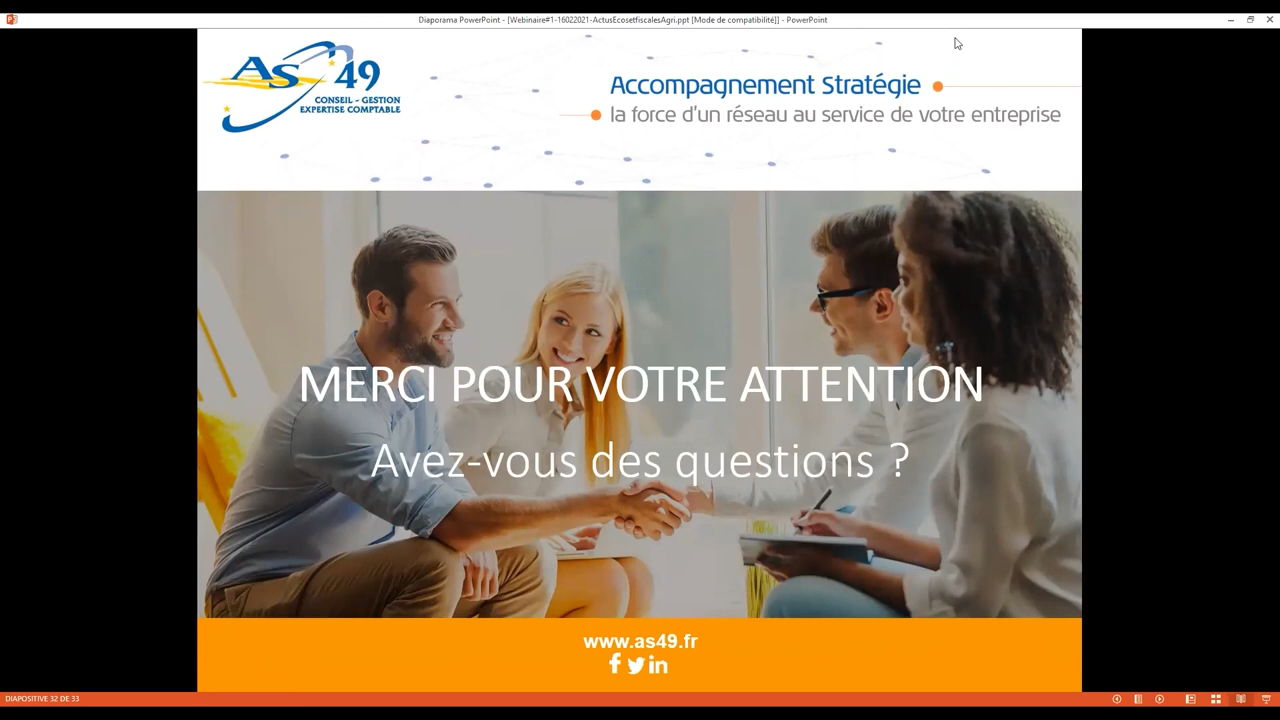 Diaporama PowerPoint - [Webinaire#1-16022021-ActusEcosetfiscalesAgri.ppt [Mode de compatibilité]] - PowerPoint
AS 49
CONSEIL - GESTION
EXPERTISE COMPTABLE
Accompagnement Stratégie
la force d'un réseau au service de votre entreprise
MERCI POUR VOTRE ATTENTION
Avez-vous des questions ?
www.as49.fr
DIAPOSITIVE 32 DE 33